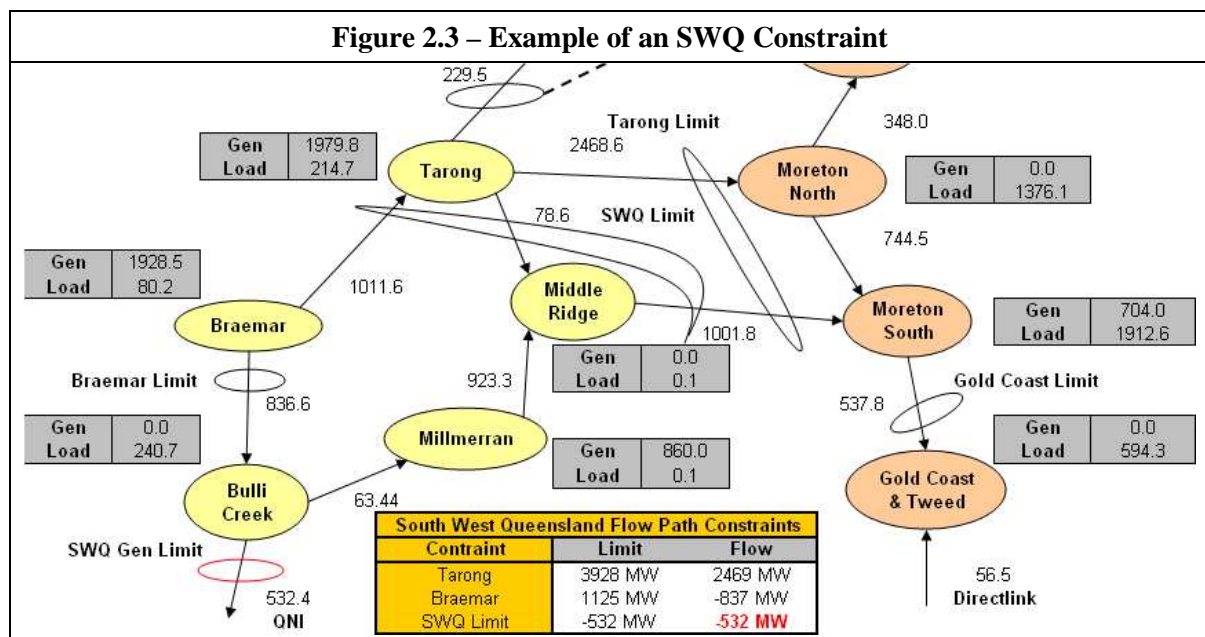 Figure 2.3 – Example of an SWQ Constraint
229.5
Tarong Limit
348.0
Gen 1979.8
Load 214.7
Tarong
2468.6
Moreton
North
Gen 0.0
Load 1376.1
78.6
SWQ Limit
744.5
Gen 1928.5
Load 80.2
1011.6
Braemar
Middle
Ridge
1001.8
Moreton
South
Gen 704.0
Load 1912.6
Gen 0.0
Load 0.1
Braemar Limit
836.6
923.3
Gold Coast Limit
537.8
Gen 0.0
Load 240.7
Millmerran
Gen 860.0
Load 0.1
Gen 0.0
Load 594.3
Bulli
Creek
63.44
Gold Coast
& Tweed
SWQ Gen Limit
532.4
QNI
South West Queensland Flow Path Constraints
Contraint Limit Flow
Tarong 3928 MW 2469 MW
Braemar 1125 MW -837 MW
SWQ Limit -532 MW -532 MW
56.5
Directlink